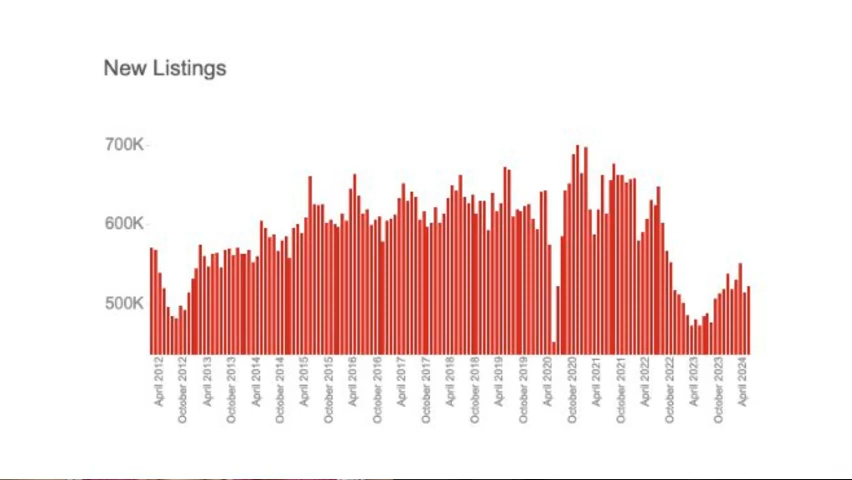 New Listings
700K
600K
500K
April 2012
October 2012
April 2013
October 2013
April 2014
October 2014
April 2015
October 2015
April 2016
October 2016
April 2017
October 2017
April 2018
October 2018
April 2019
October 2019
April 2020
October 2020
April 2021
October 2021
April 2022
October 2022
April 2023
October 2023
April 2024